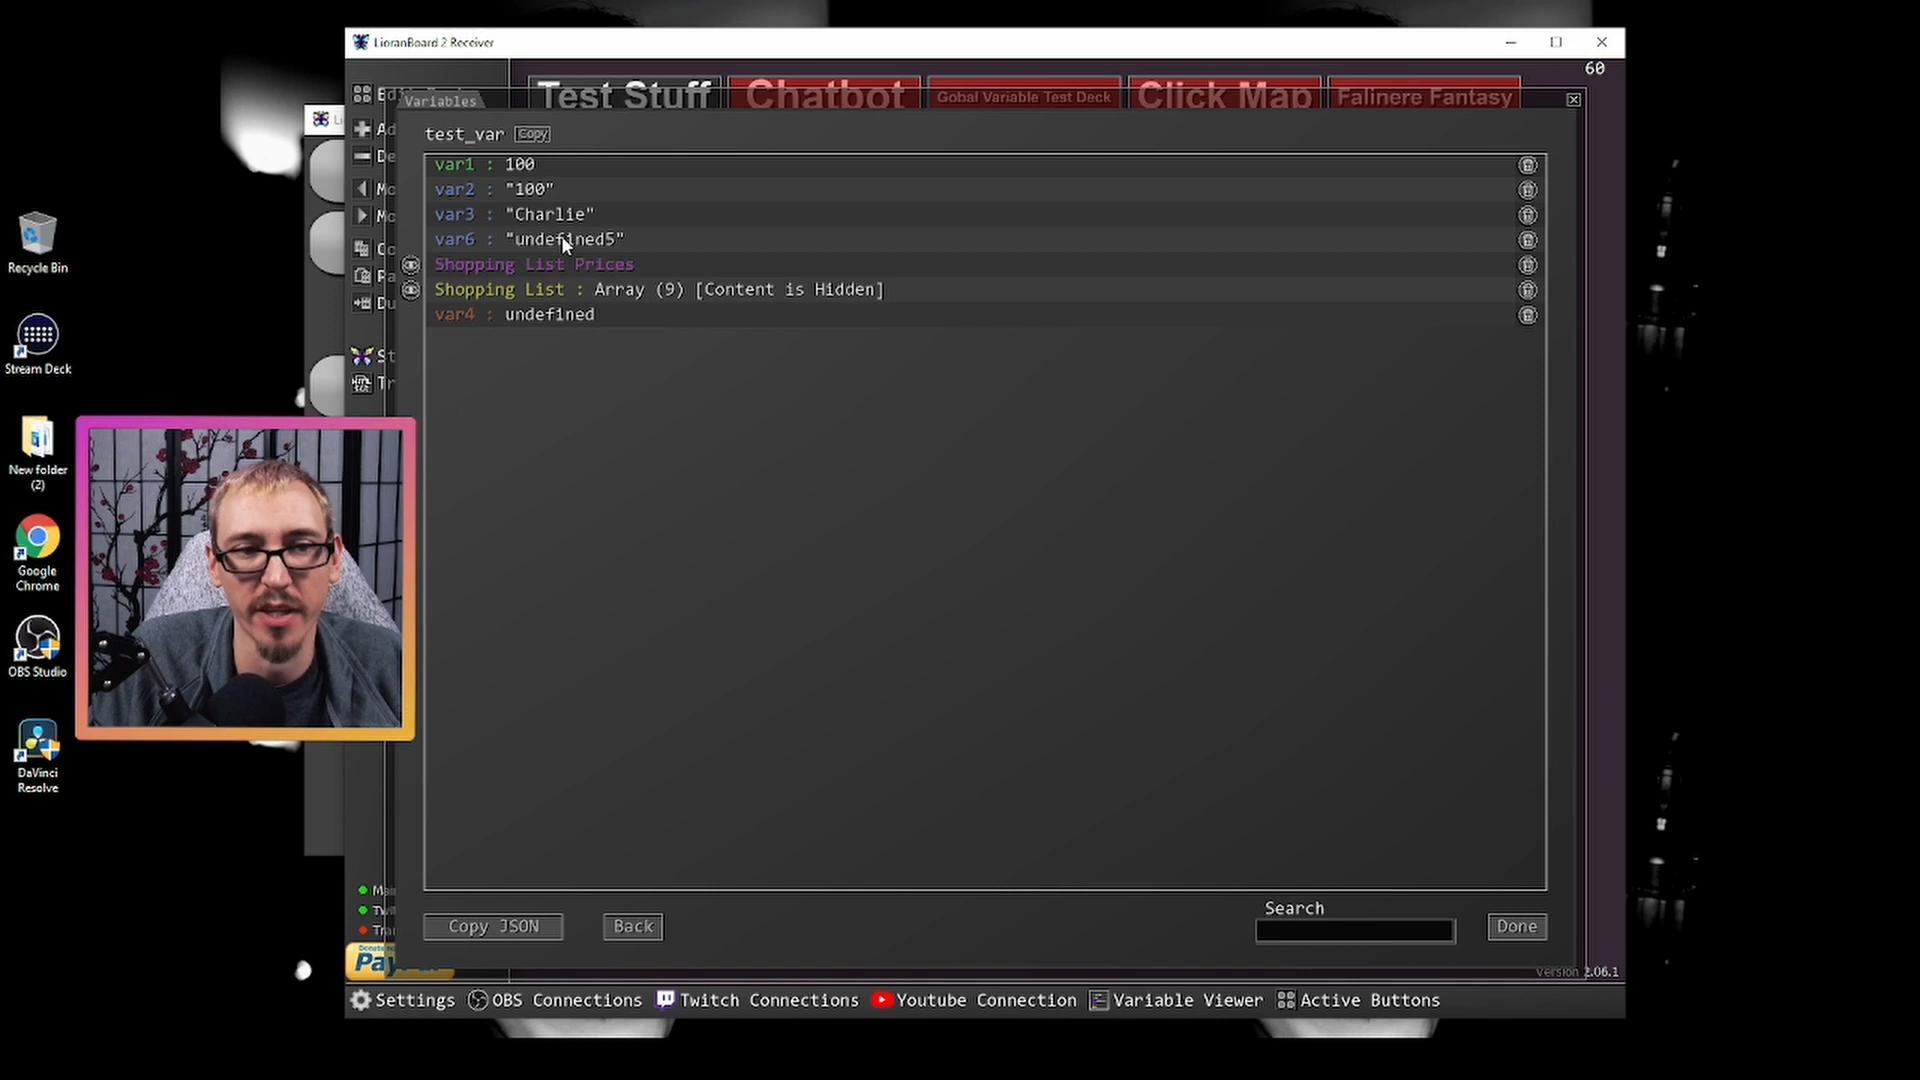 LioranBoard 2 Receiver
60
Test Stuff
Chatbot
Gobal Variable Test Deck
Click Map
Falinere Fantasy
Variables
test_var
Copy
var1 : 100
var2 : "100"
var3 : "Charlie"
var6 : "undefined5"
Shopping List Prices
Shopping List : Array (9) [Content is Hidden]
var4 : undefined
Recycle Bin
Stream Deck
New folder
(2)
Google
Chrome
OBS Studio
DaVinci
Resolve
Copy JSON
Back
Search
Done
Version 2.06.1
Settings
OBS Connections
Twitch Connections
Youtube Connection
Variable Viewer
Active Buttons